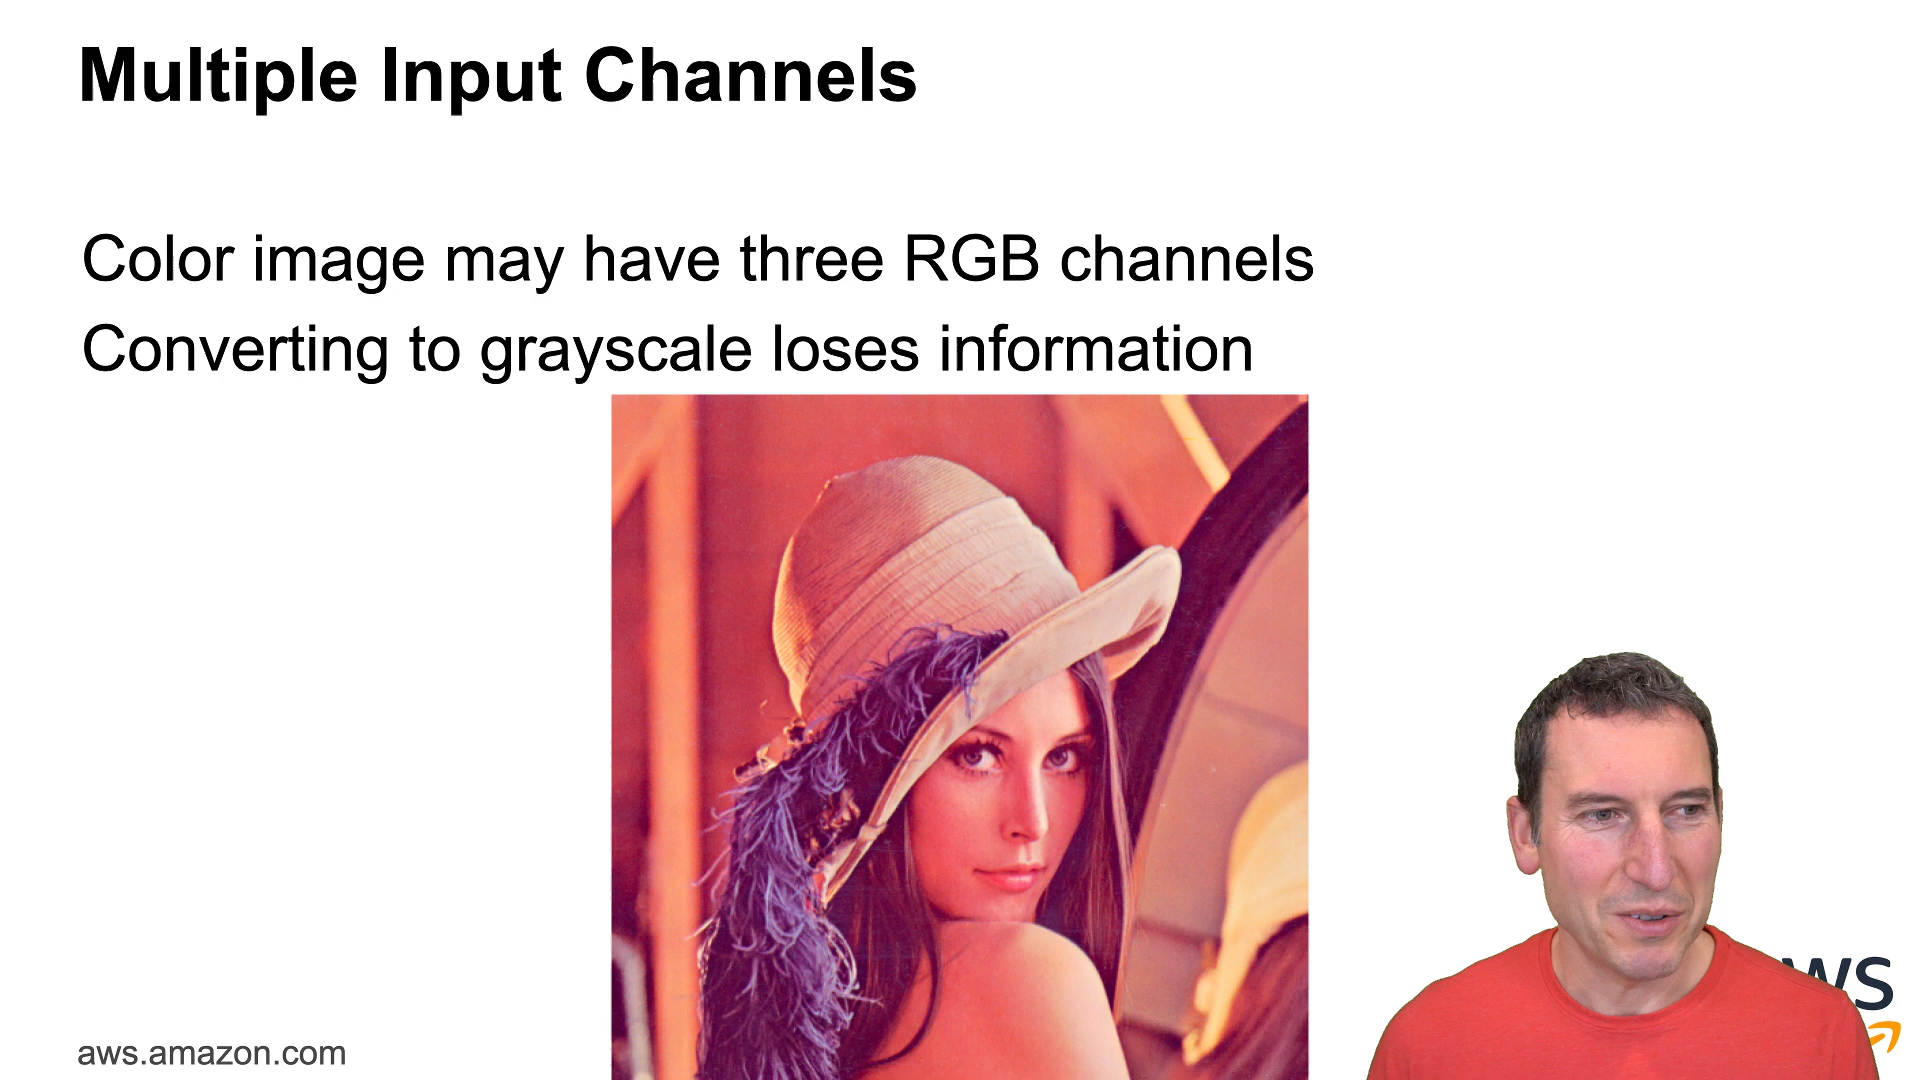 Multiple Input Channels
Color image may have three RGB channels
Converting to grayscale loses information
aws.amazon.com